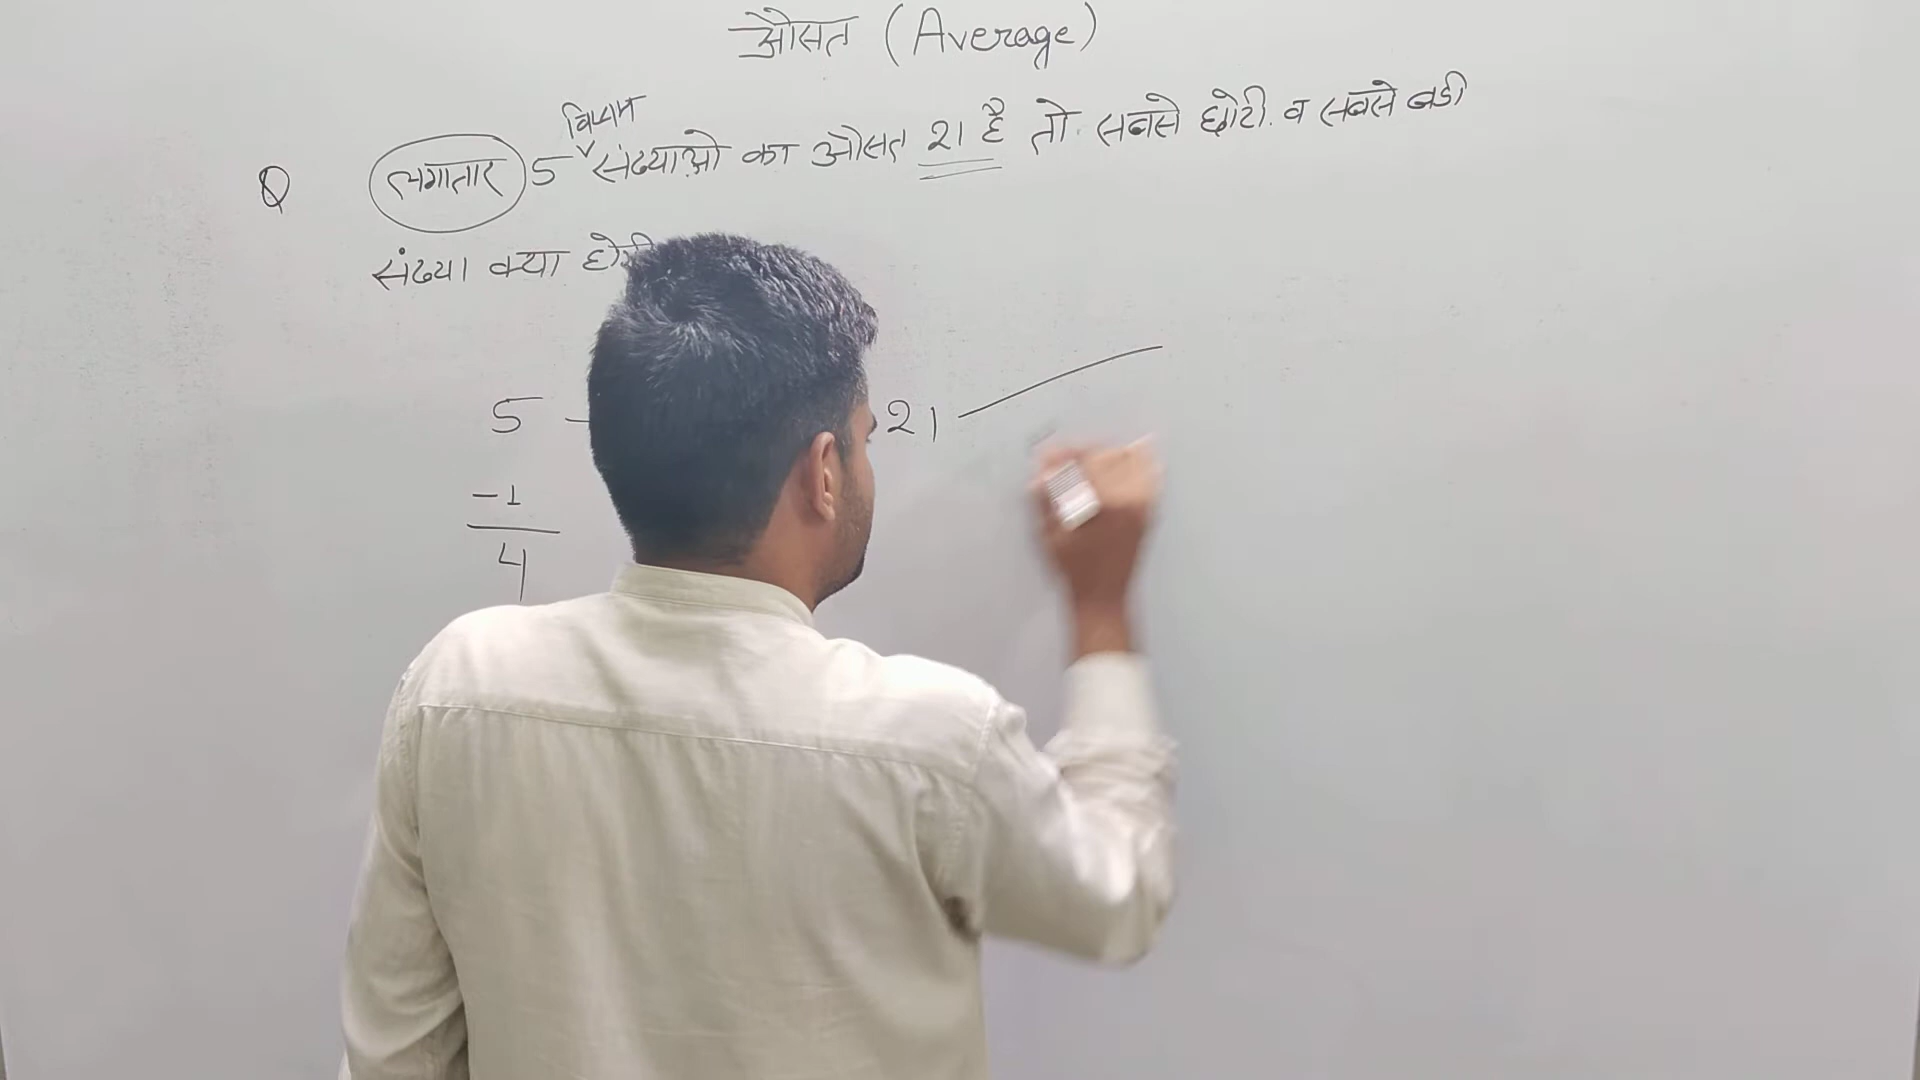 औसत (Average)
विषम
Q लगातार 5 संख्याओ का औसत 21 है तो सबसे छोटी व सबसे बडी
संख्या क्या
5 21
-1
4